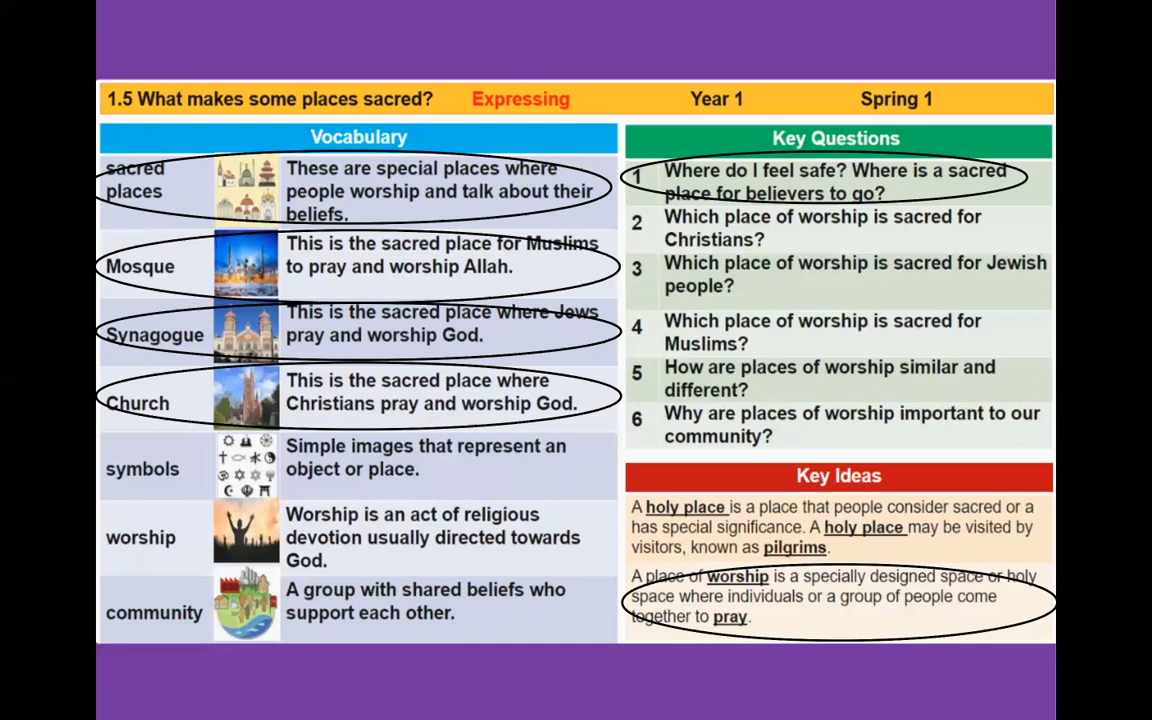 1.5 What makes some places sacred? Expressing Year 1 Spring 1
Vocabulary
sacred
places
These are special places where
people worship and talk about their
beliefs.
Mosque
This is the sacred place for Muslims
to pray and worship Allah.
Synagogue
This is the sacred place where Jews
pray and worship God.
Church
This is the sacred place where
Christians pray and worship God.
symbols
Simple images that represent an
object or place.
worship
Worship is an act of religious
devotion usually directed towards
God.
community
A group with shared beliefs who
support each other.
Key Questions
1 Where do I feel safe? Where is a sacred
place for believers to go?
2 Which place of worship is sacred for
Christians?
3 Which place of worship is sacred for Jewish
people?
4 Which place of worship is sacred for
Muslims?
5 How are places of worship similar and
different?
6 Why are places of worship important to our
community?
Key Ideas
A holy place is a place that people consider sacred or a
has special significance. A holy place may be visited by
visitors, known as pilgrims.
A place of worship is a specially designed space or holy
space where individuals or a group of people come
together to pray.